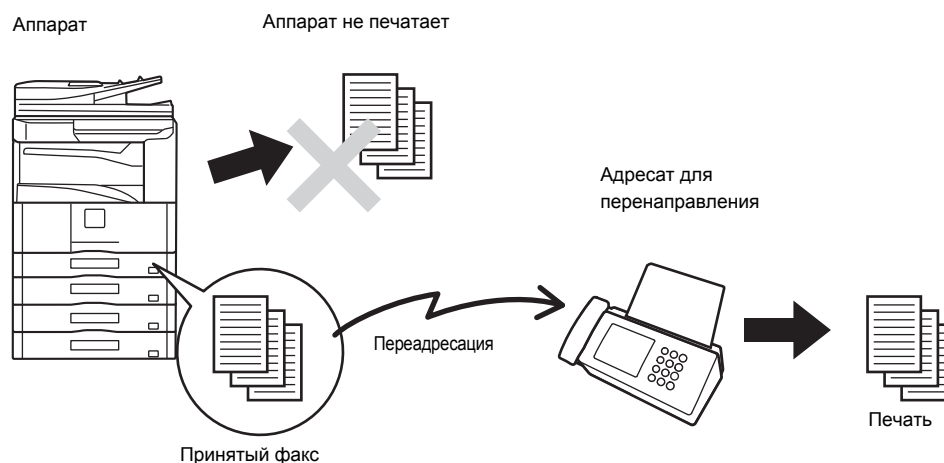 Аппарат
Аппарат не печатает
Адресат для
перенаправления
Переадресация
Печать
Принятый факс